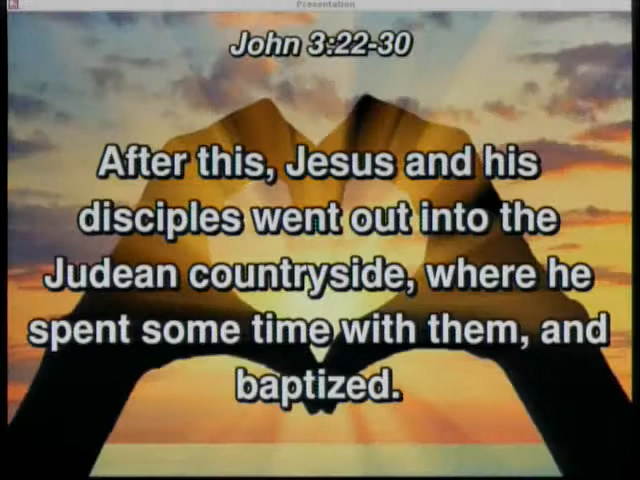 Presentation
John 3:22-30
After this, Jesus and his
disciples went out into the
Judean countryside, where he
spent some time with them, and
baptized.